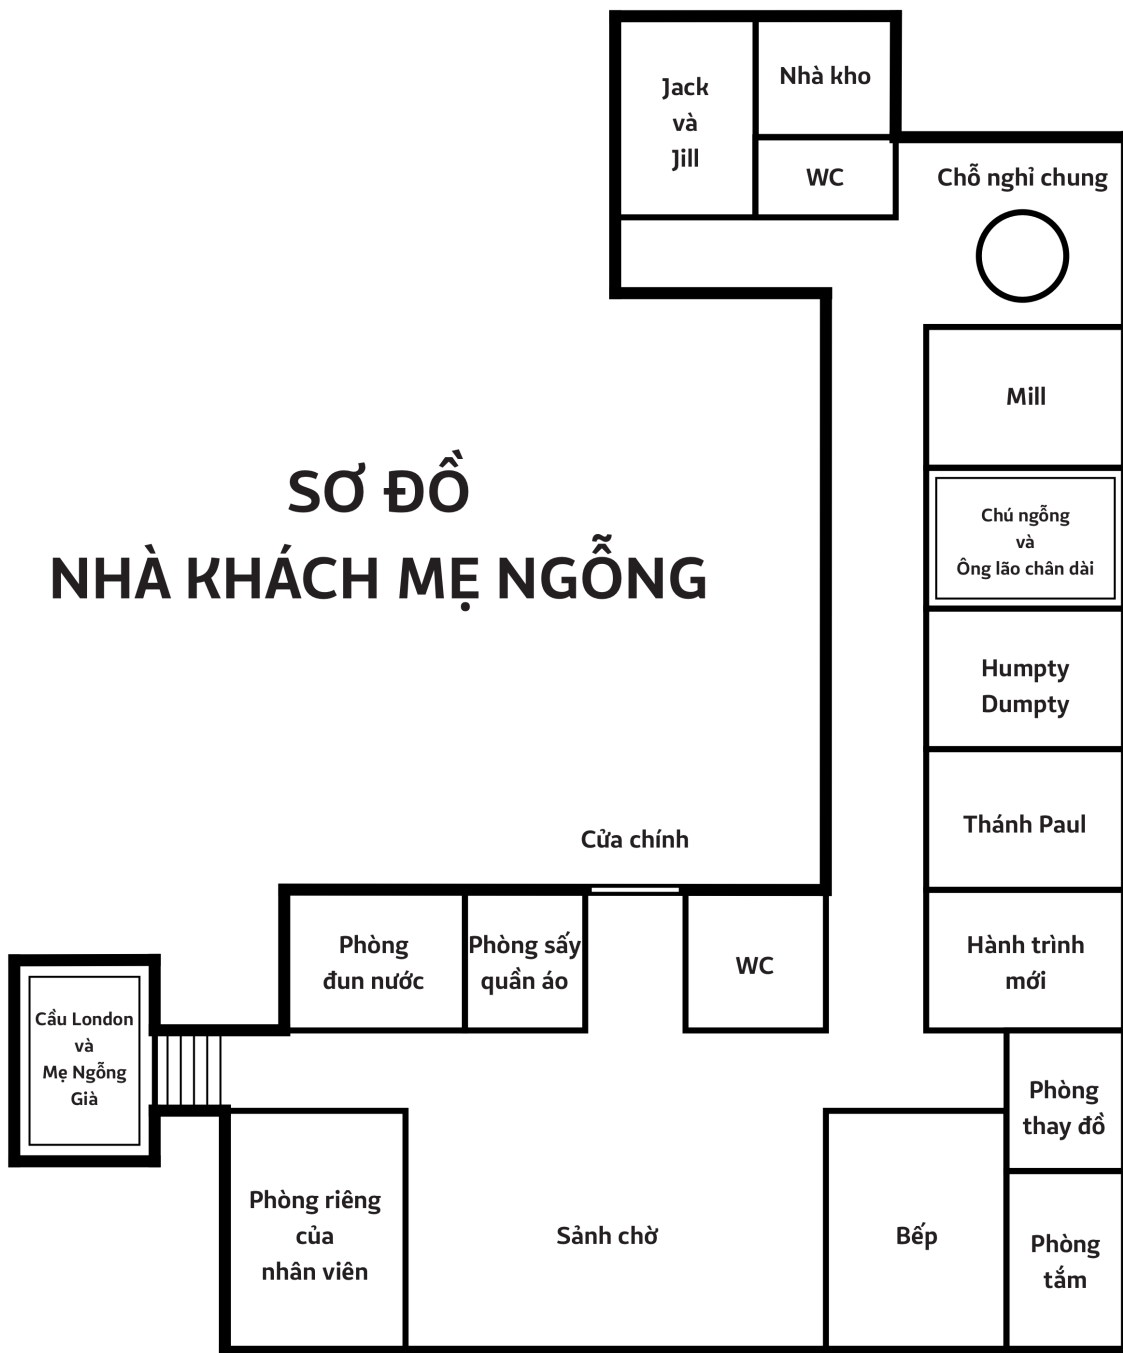 Jack
và
Jill
Nhà kho
WC
Chỗ nghỉ chung
Mill
Chú ngỗng
và
Ông lão chân dài
SƠ ĐỒ
NHÀ KHÁCH MẸ NGỖNG
Humpty
Dumpty
Thánh Paul
Cửa chính
Phòng
đun nước
Phòng sấy
quần áo
WC
Hành trình
mới
Cầu London
và
Mẹ Ngỗng
Già
Phòng
thay đồ
Phòng riêng
của
nhân viên
Sảnh chờ
Bếp
Phòng
tắm